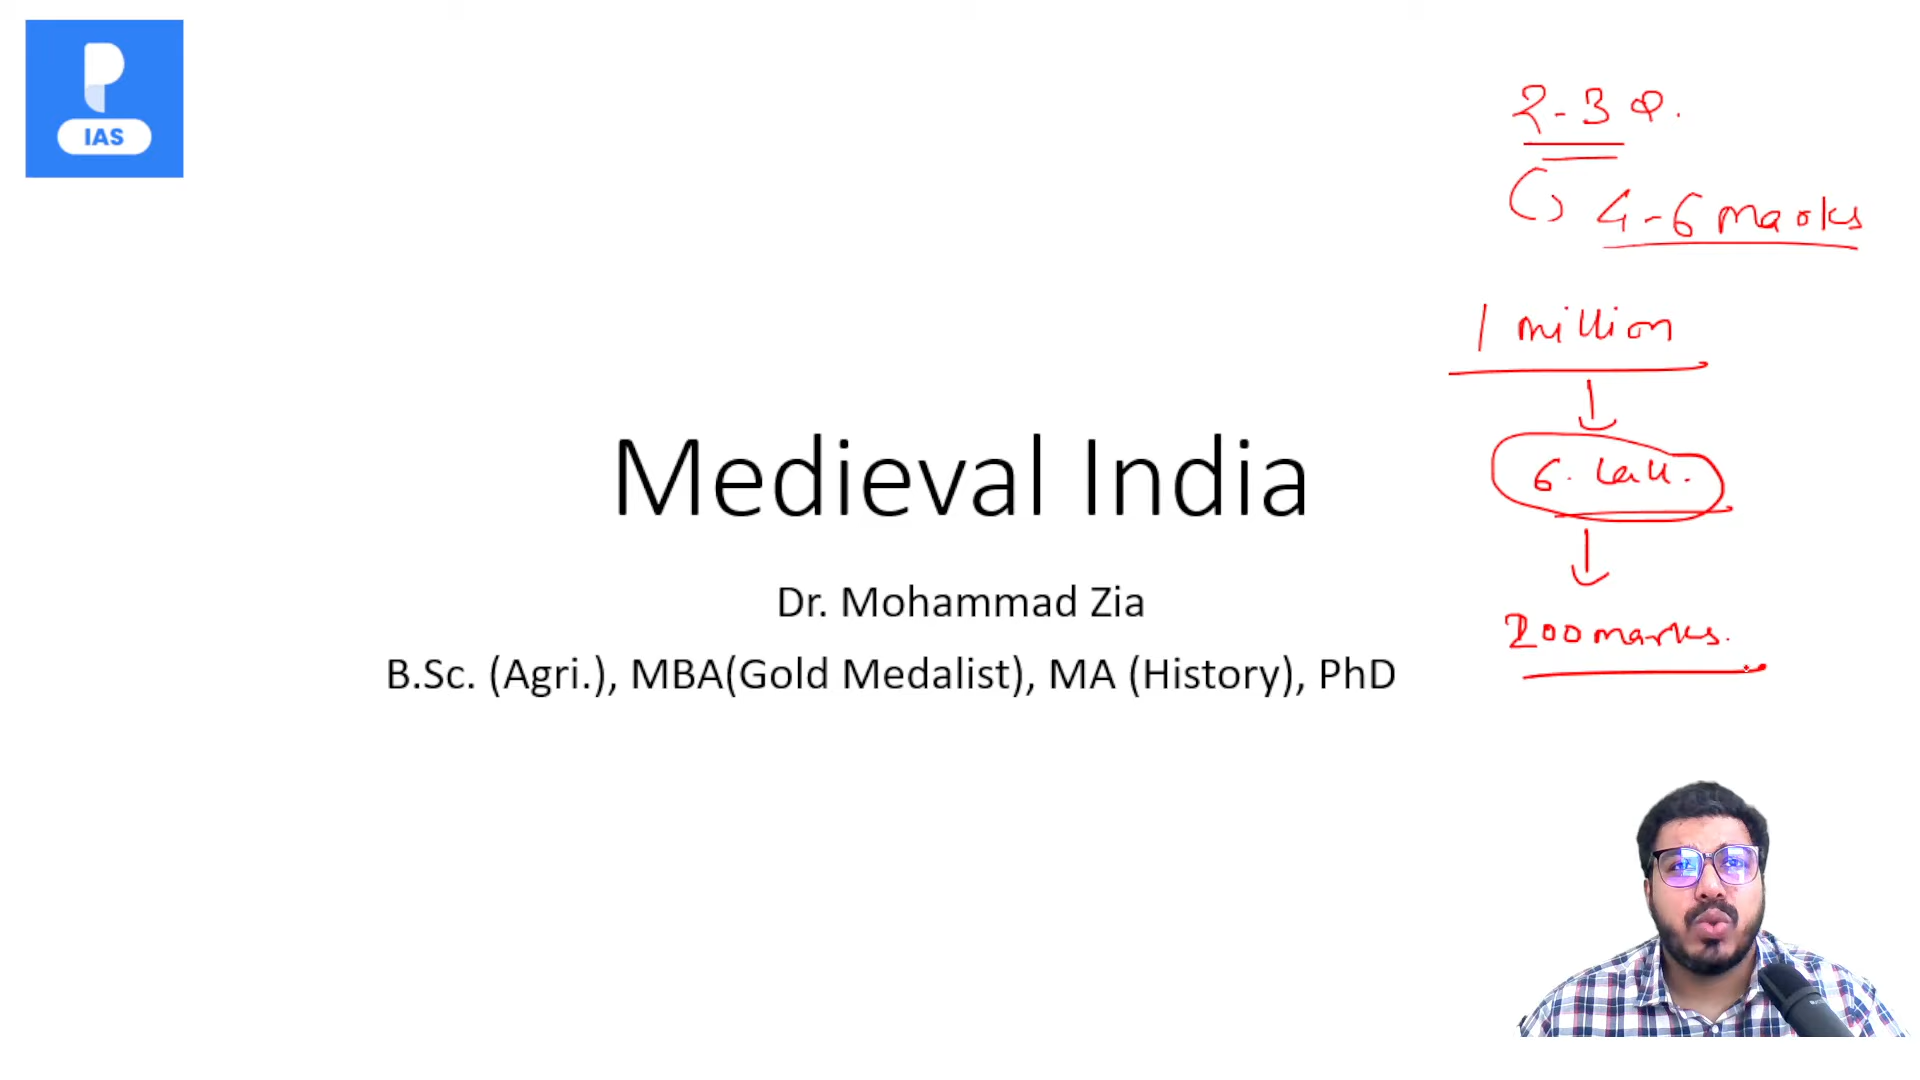 IAS
2-3 Q.
4-6 marks
1 million
6. Lakh.
200 marks.
Medieval India
Dr. Mohammad Zia
B.Sc. (Agri.), MBA(Gold Medalist), MA (History), PhD